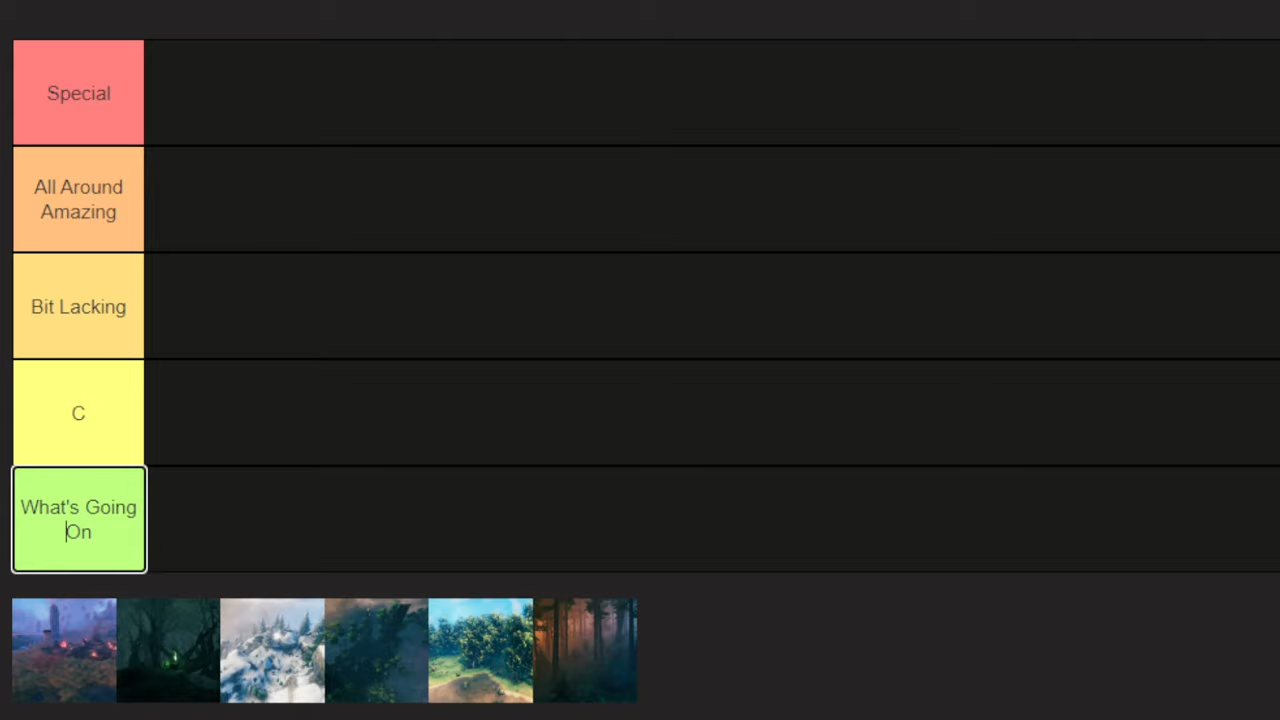 Special
All Around
Amazing
Bit Lacking
C
What's Going
On